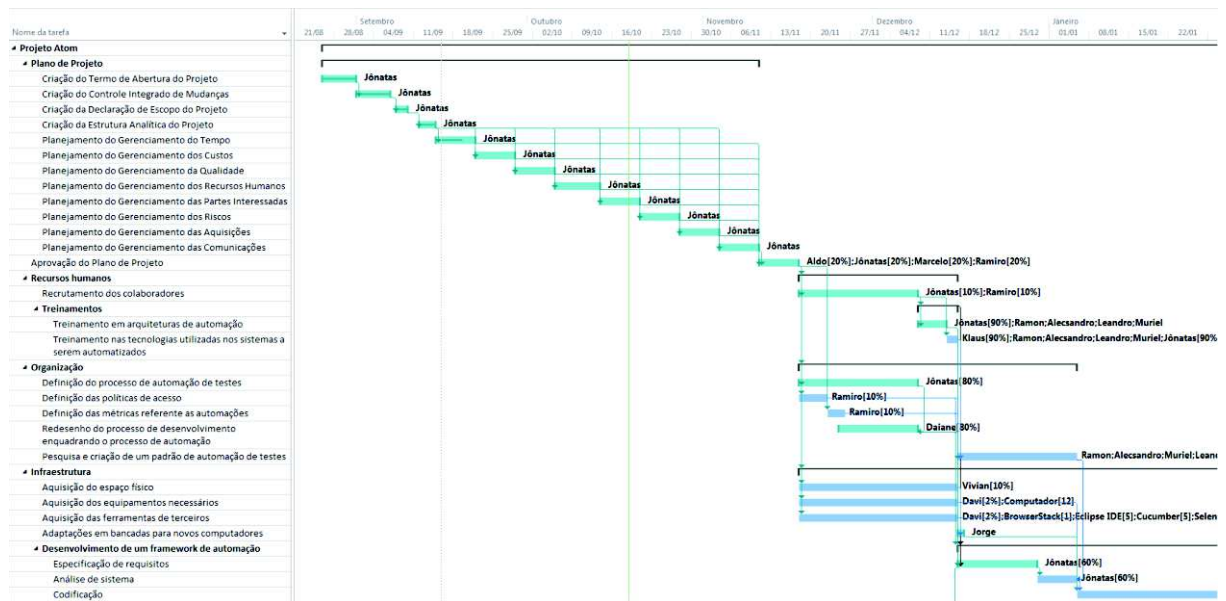 Setembro Outubro Novembro Dezembro Janeiro
Nome da tarefa 21/08 28/08 04/09 11/09 18/09 25/09 02/10 09/10 16/10 23/10 30/10 06/11 13/11 20/11 27/11 04/12 11/12 18/12 25/12 01/01 08/01 15/01 22/01
Projeto Atom
Plano de Projeto
Criação do Termo de Abertura do Projeto Jônatas
Criação do Controle Integrado de Mudanças Jônatas
Criação da Declaração de Escopo do Projeto Jônatas
Criação da Estrutura Analítica do Projeto Jônatas
Planejamento do Gerenciamento do Tempo Jônatas
Planejamento do Gerenciamento dos Custos Jônatas
Planejamento do Gerenciamento da Qualidade Jônatas
Planejamento do Gerenciamento dos Recursos Humanos Jônatas
Planejamento do Gerenciamento das Partes Interessadas Jônatas
Planejamento do Gerenciamento dos Riscos Jônatas
Planejamento do Gerenciamento das Aquisições Jônatas
Planejamento do Gerenciamento das Comunicações Jônatas
Aprovação do Plano de Projeto Aldo[20%];Jônatas[20%];Marcelo[20%];Ramiro[20%]
Recursos humanos
Recrutamento dos colaboradores Jônatas[10%];Ramiro[10%]
Treinamentos
Treinamento em arquiteturas de automação Jônatas[90%];Ramon;Alecsandro;Leandro;Muriel
Treinamento nas tecnologias utilizadas nos sistemas a Klaus[90%];Ramon;Alecsandro;Leandro;Muriel;Jônatas[90%
serem automatizados
Organização
Definição do processo de automação de testes Jônatas[80%]
Definição das políticas de acesso Ramiro[10%]
Definição das métricas referente as automações Ramiro[10%]
Redesenho do processo de desenvolvimento Daiane[80%]
enquadrando o processo de automação
Pesquisa e criação de um padrão de automação de testes Ramon;Alecsandro;Muriel;Lean
Infraestrutura
Aquisição do espaço físico Vivian[10%]
Aquisição dos equipamentos necessários Davi[2%];Computador[12]
Aquisição das ferramentas de terceiros Davi[2%];BrowserStack[1];Eclipse IDE[5];Cucumber[5];Selen
Adaptações em bancadas para novos computadores Jorge
Desenvolvimento de um framework de automação
Especificação de requisitos Jônatas[60%]
Análise de sistema Jônatas[60%]
Codificação